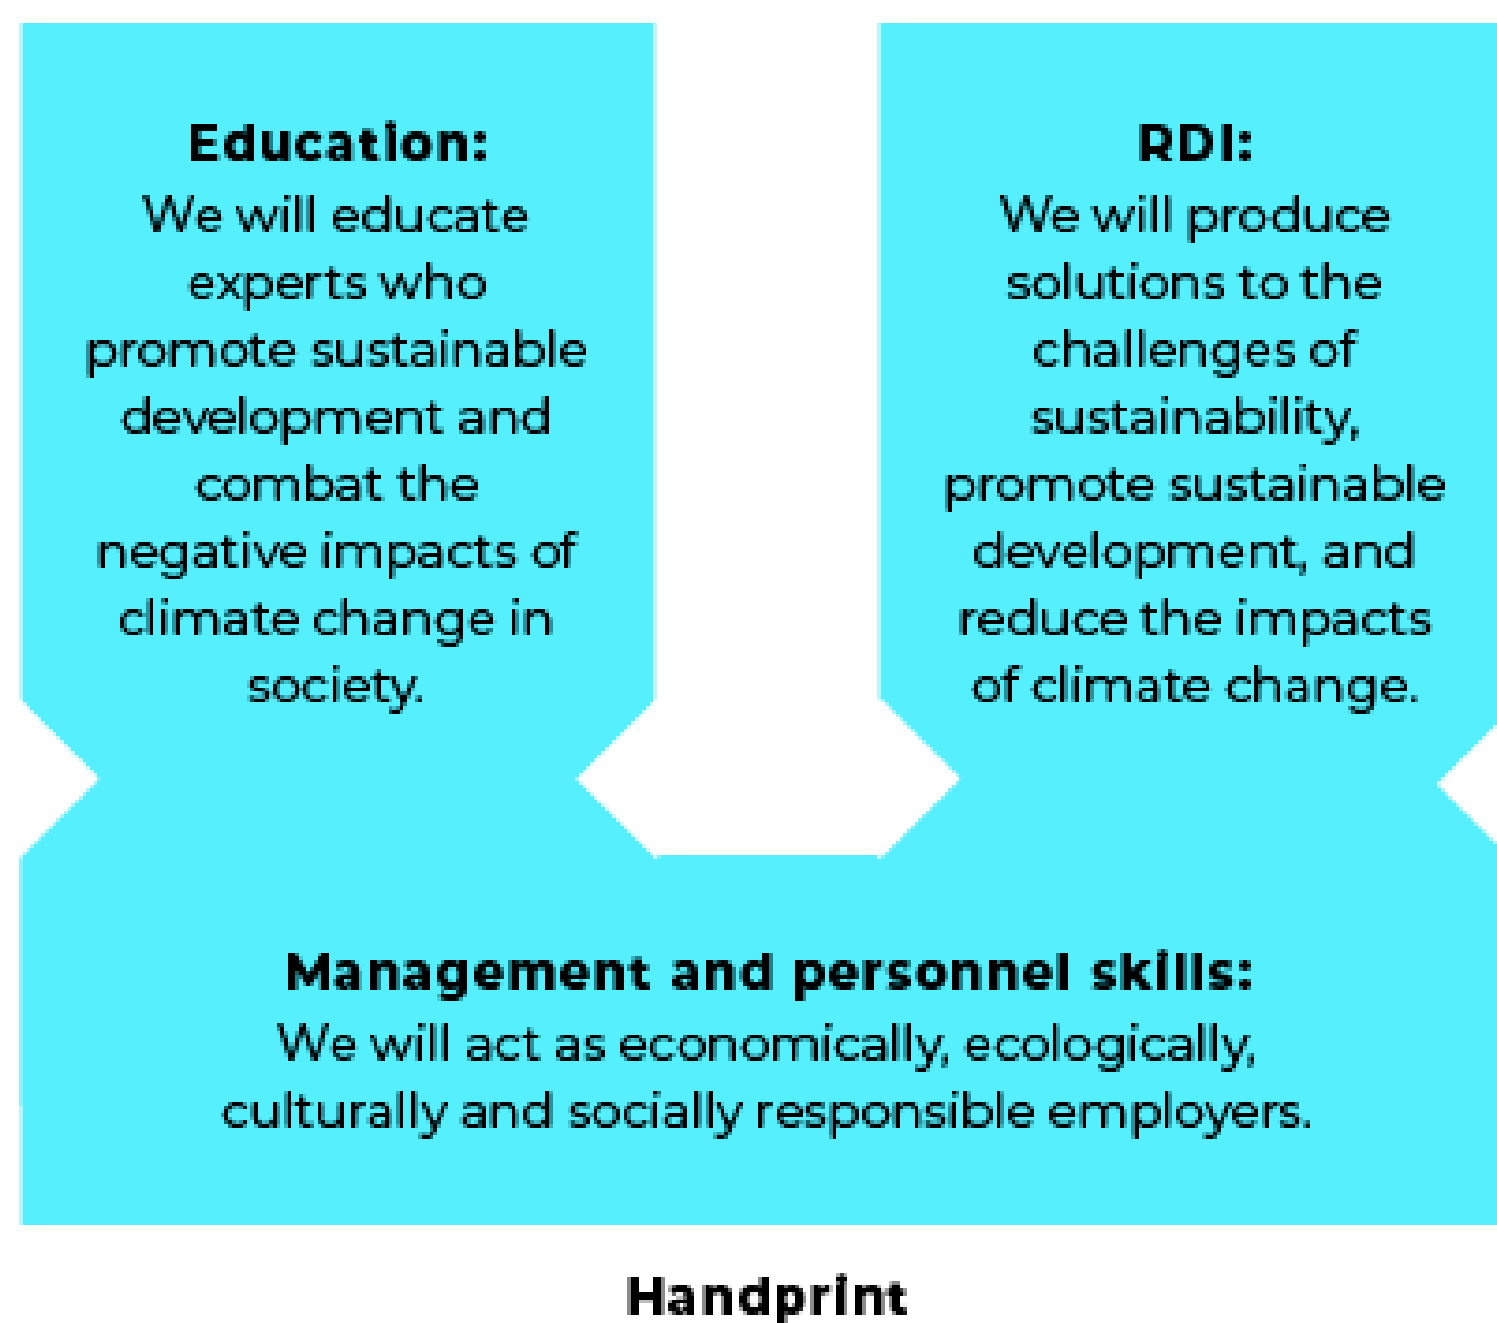 Education:
We will educate
experts who
promote sustainable
development and
combat the
negative impacts of
climate change in
society.
RDI:
We will produce
solutions to the
challenges of
sustainability,
promote sustainable
development, and
reduce the impacts
of climate change.
Management and personnel skills:
We will act as economically, ecologically,
culturally and socially responsible employers.
Handprint